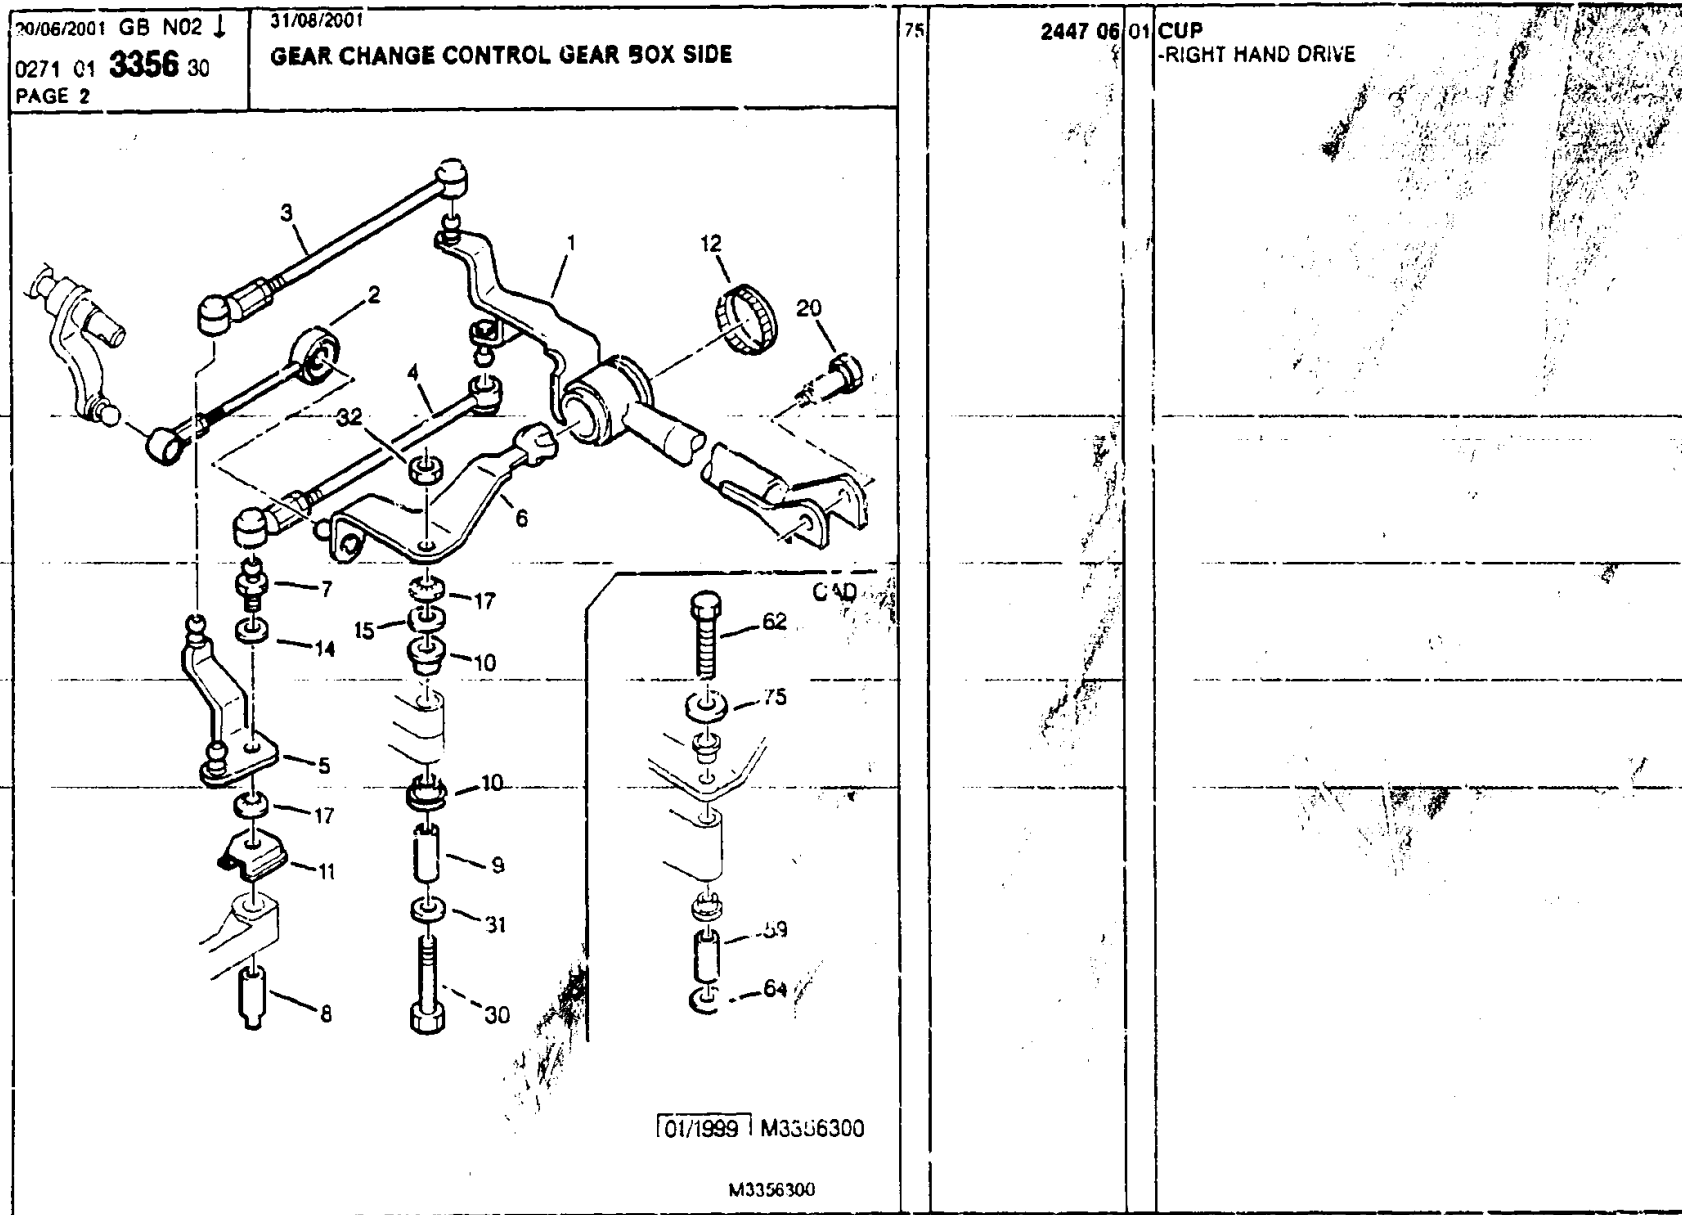 20/06/2001 GB N02 ↓
0271 01 3356 30
PAGE 2
31/08/2001
GEAR CHANGE CONTROL GEAR BOX SIDE
75 2447 06 01 CUP
-RIGHT HAND DRIVE
3
1
12
2
20
4
32
6
7
17
CAD
62
15
14
10
75
5
10
17
11
9
59
31
64
8
30
01/1999 M3356300
M3356300